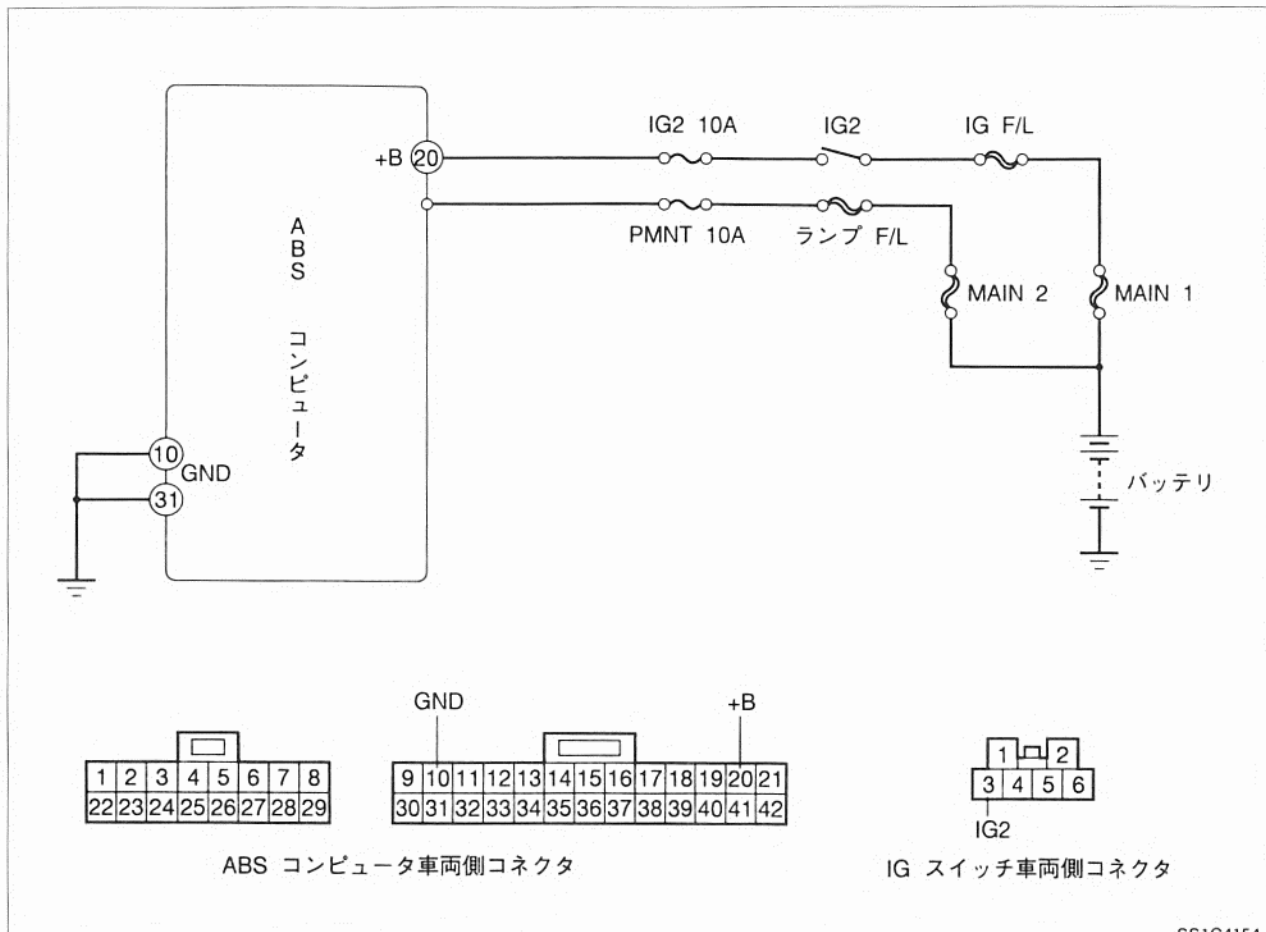 IG2 10A
IG2
IG F/L
+B
20
PMNT 10A
ランプ F/L
ABS コンピュータ
MAIN 2
MAIN 1
10
GND
31
バッテリ
GND
+B
1 2 3 4 5 6 7 8
22 23 24 25 26 27 28 29
9 10 11 12 13 14 15 16 17 18 19 20 21
30 31 32 33 34 35 36 37 38 39 40 41 42
1 2
3 4 5 6
IG2
ABS コンピュータ車両側コネクタ
IG スイッチ車両側コネクタ